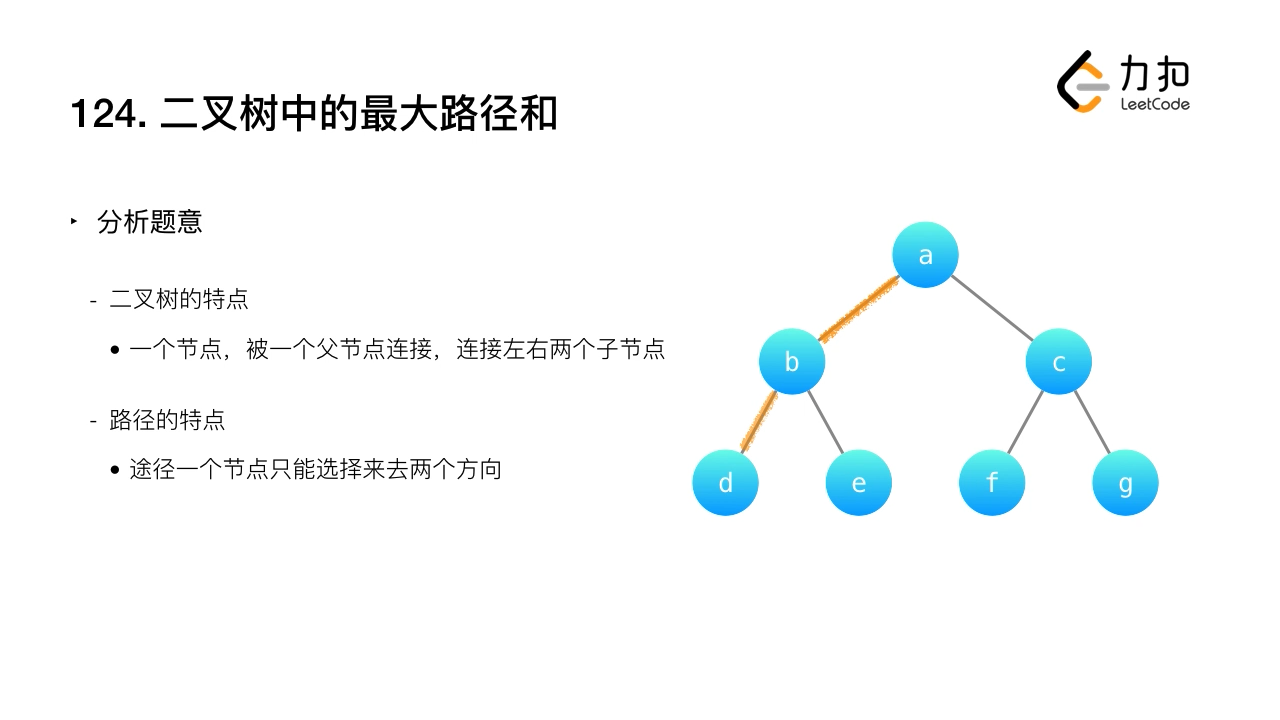 力扣
LeetCode
124. 二叉树中的最大路径和
‣ 分析题意
- 二叉树的特点
• 一个节点，被一个父节点连接，连接左右两个子节点
- 路径的特点
• 途径一个节点只能选择来去两个方向
a
b
c
d
e
f
g